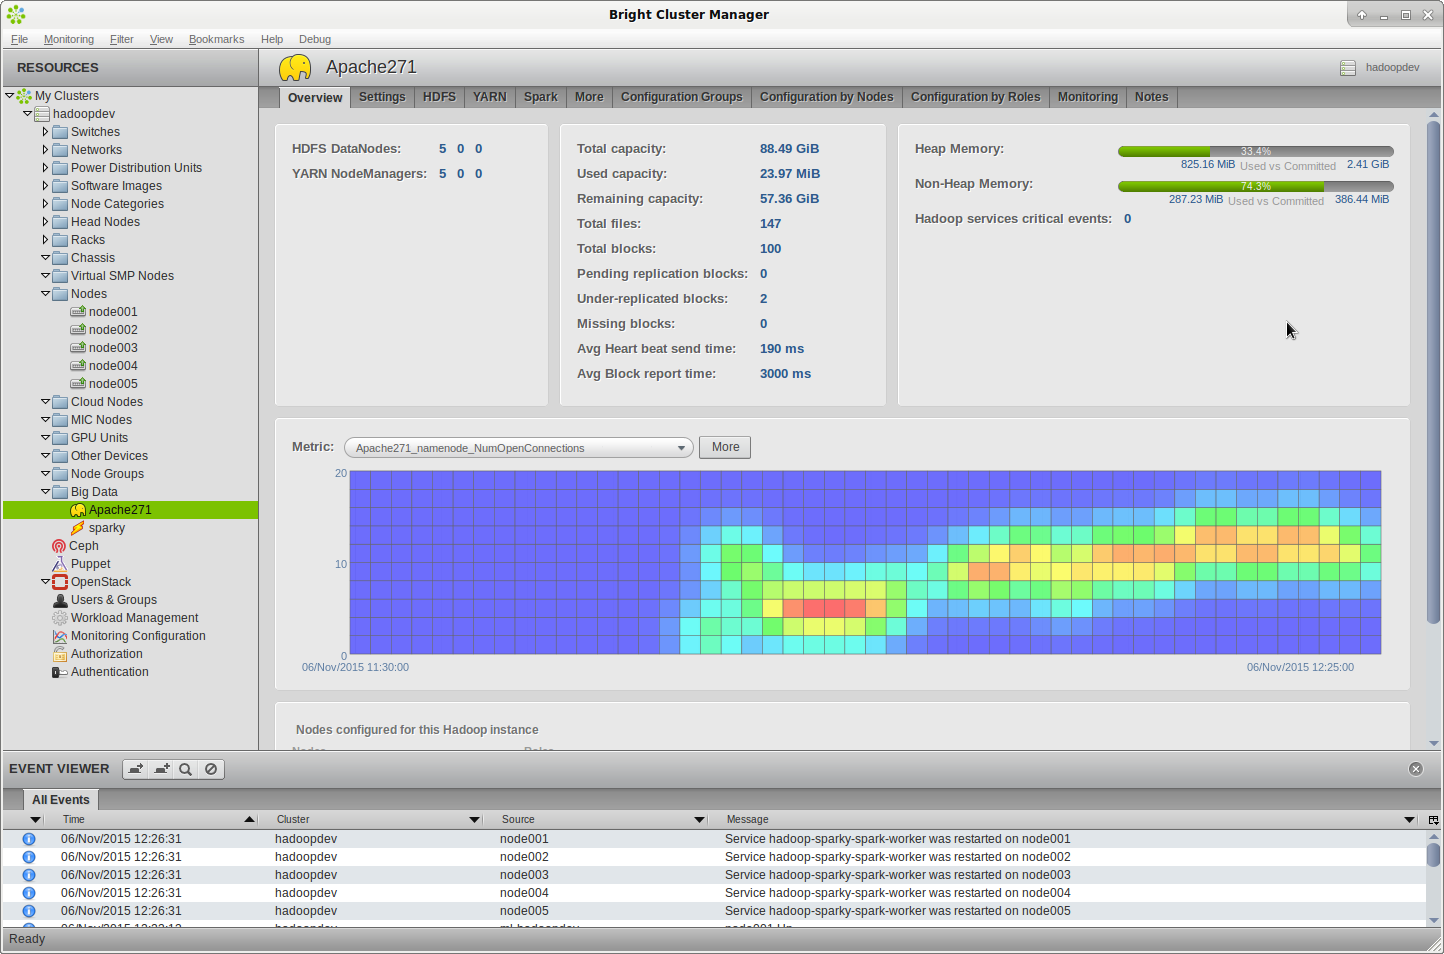 Bright Cluster Manager
File Monitoring Filter View Bookmarks Help Debug
RESOURCES
Apache271
hadoopdev
My Clusters
hadoopdev
Switches
Networks
Power Distribution Units
Software Images
Node Categories
Head Nodes
Racks
Chassis
Virtual SMP Nodes
Nodes
node001
node002
node003
node004
node005
Cloud Nodes
MIC Nodes
GPU Units
Other Devices
Node Groups
Big Data
Apache271
sparky
Ceph
Puppet
OpenStack
Users & Groups
Workload Management
Monitoring Configuration
Authorization
Authentication
Overview Settings HDFS YARN Spark More Configuration Groups Configuration by Nodes Configuration by Roles Monitoring Notes
HDFS DataNodes: 5 0 0
YARN NodeManagers: 5 0 0
Total capacity: 88.49 GiB
Used capacity: 23.97 MiB
Remaining capacity: 57.36 GiB
Total files: 147
Total blocks: 100
Pending replication blocks: 0
Under-replicated blocks: 2
Missing blocks: 0
Avg Heart beat send time: 190 ms
Avg Block report time: 3000 ms
Heap Memory: 33.4%
825.16 MiB Used vs Committed 2.41 GiB
Non-Heap Memory: 74.3%
287.23 MiB Used vs Committed 386.44 MiB
Hadoop services critical events: 0
Metric: Apache271_namenode_NumOpenConnections More
20
10
0
06/Nov/2015 11:30:00 06/Nov/2015 12:25:00
Nodes configured for this Hadoop instance
Nodes Roles
EVENT VIEWER
All Events
Time Cluster Source Message
06/Nov/2015 12:26:31 hadoopdev node001 Service hadoop-sparky-spark-worker was restarted on node001
06/Nov/2015 12:26:31 hadoopdev node002 Service hadoop-sparky-spark-worker was restarted on node002
06/Nov/2015 12:26:31 hadoopdev node003 Service hadoop-sparky-spark-worker was restarted on node003
06/Nov/2015 12:26:31 hadoopdev node004 Service hadoop-sparky-spark-worker was restarted on node004
06/Nov/2015 12:26:31 hadoopdev node005 Service hadoop-sparky-spark-worker was restarted on node005
Ready